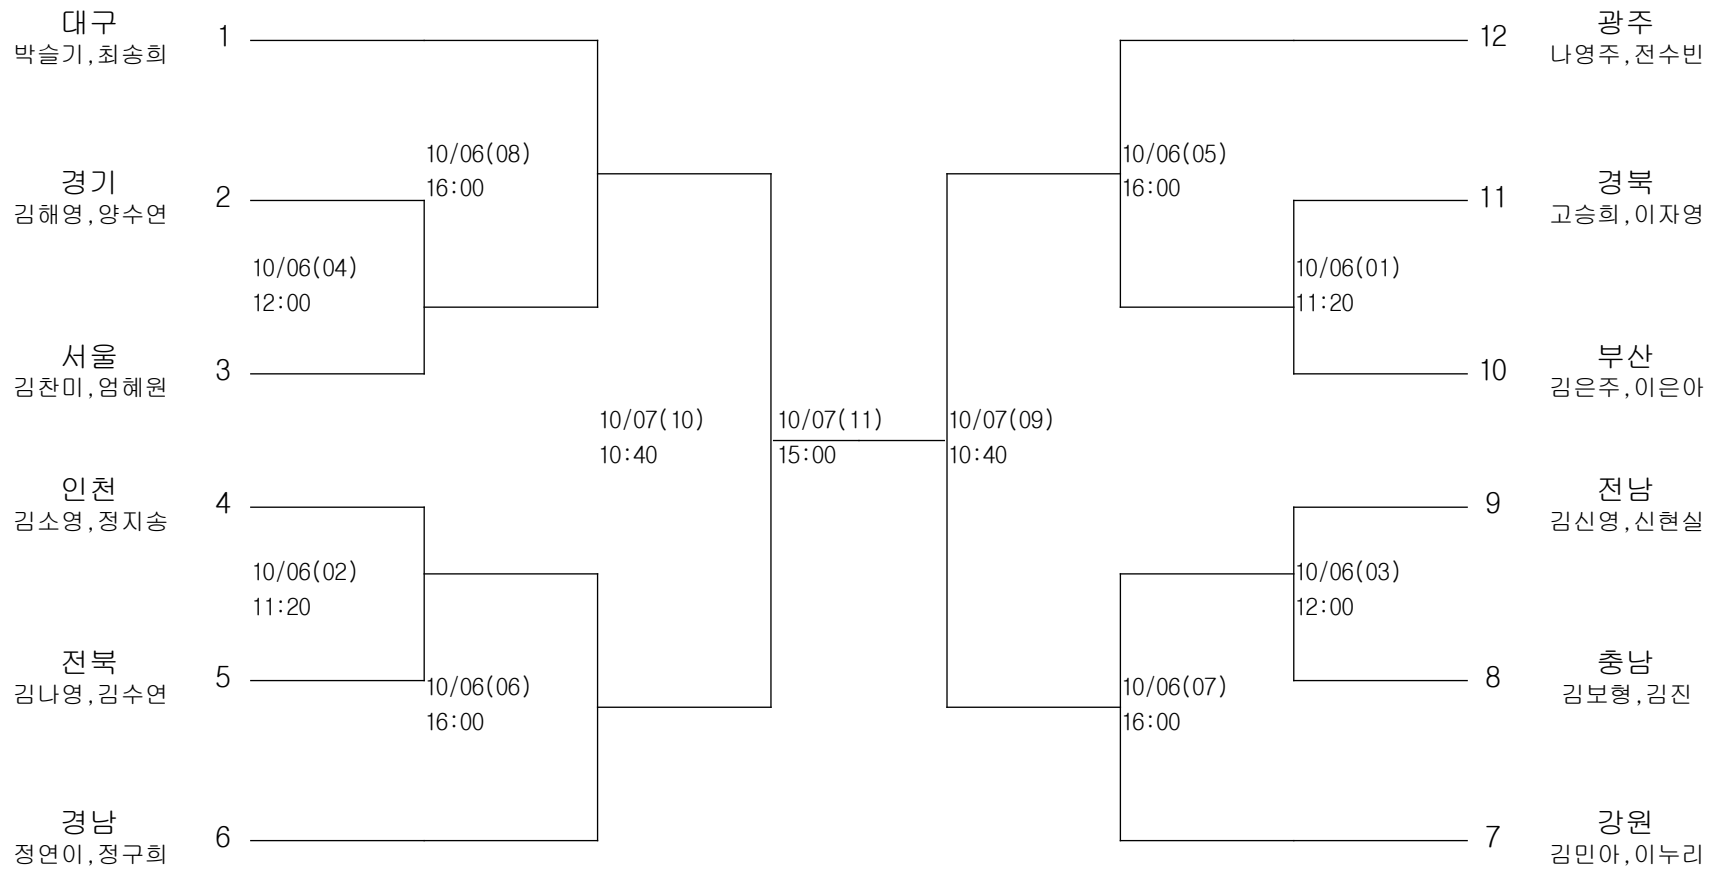 대구
박슬기,최송희
1
경기
김해영,양수연
2
서울
김찬미,엄혜원
3
인천
김소영,정지송
4
전북
김나영,김수연
5
경남
정연이,정구희
6
10/06(04)
12:00
10/06(02)
11:20
10/06(08)
16:00
10/06(06)
16:00
10/07(10)
10:40
10/07(11)
15:00
10/07(09)
10:40
10/06(05)
16:00
10/06(07)
16:00
10/06(01)
11:20
10/06(03)
12:00
12
광주
나영주,전수빈
11
경북
고승희,이자영
10
부산
김은주,이은아
9
전남
김신영,신현실
8
충남
김보형,김진
7
강원
김민아,이누리